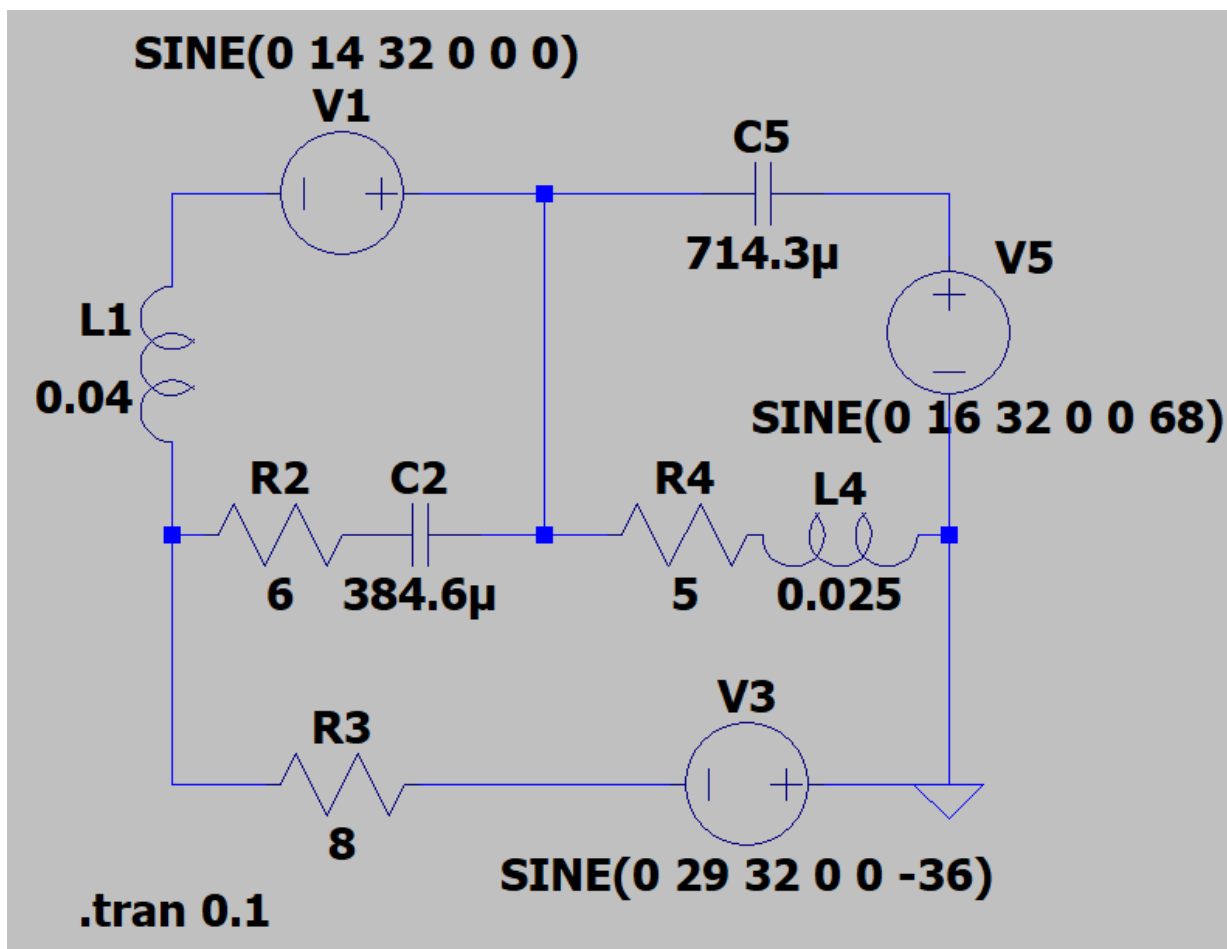 SINE(0 14 32 0 0 0)
V1
C5
714.3µ
V5
L1
0.04
SINE(0 16 32 0 0 68)
R2
C2
R4
L4
6
384.6µ
5
0.025
V3
R3
8
SINE(0 29 32 0 0 -36)
.tran 0.1